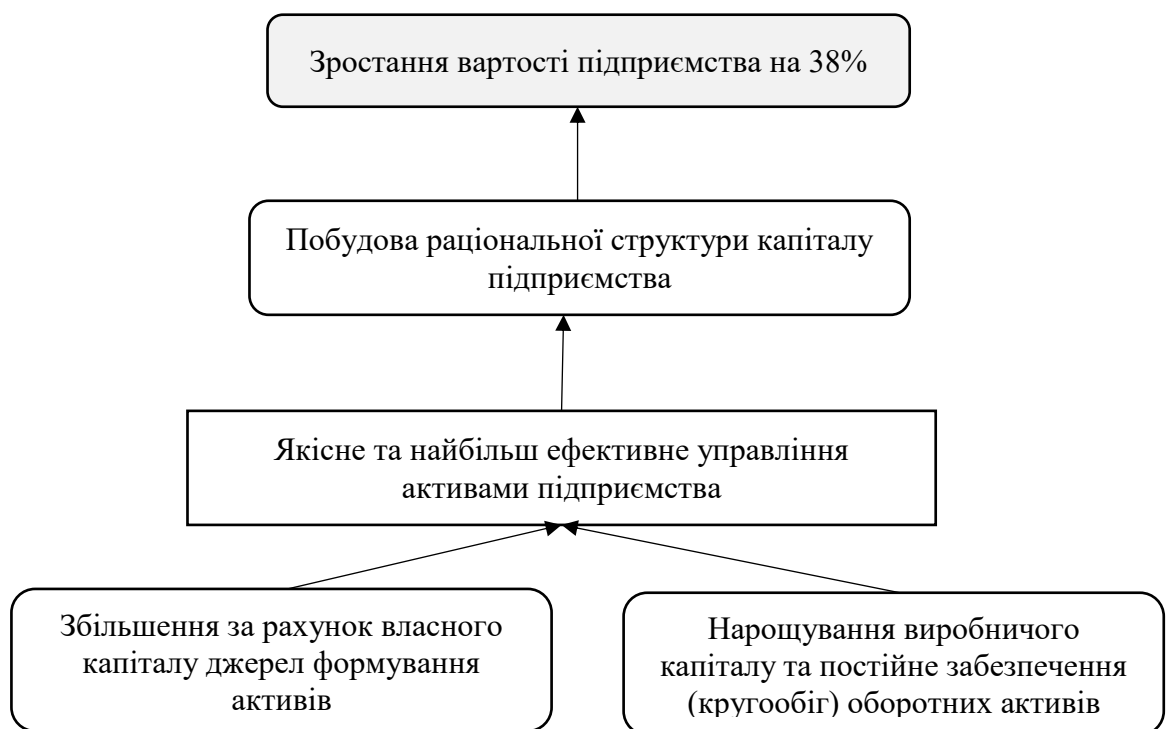 Зростання вартості підприємства на 38%
Побудова раціональної структури капіталу
підприємства
Якісне та найбільш ефективне управління
активами підприємства
Збільшення за рахунок власного
капіталу джерел формування
активів
Нарощування виробничого
капіталу та постійне забезпечення
(кругообіг) оборотних активів